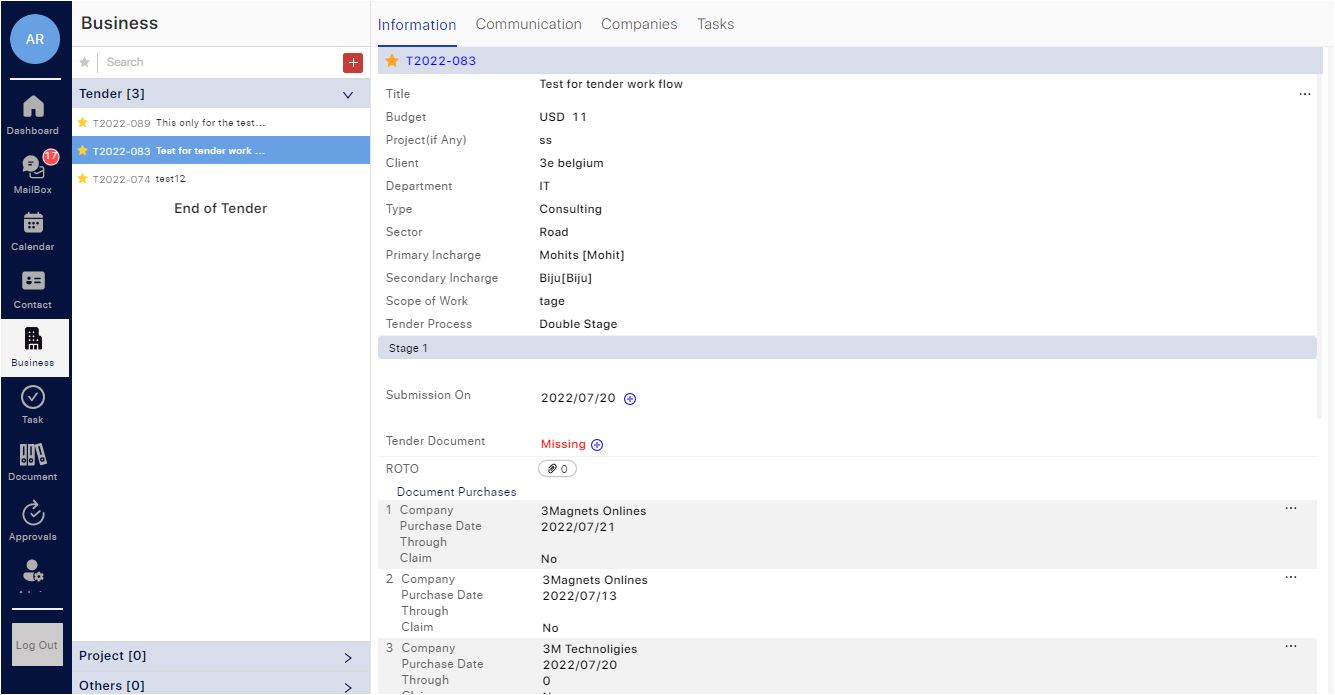 AR
Dashboard
17
MailBox
Calendar
Contact
Business
Task
Document
Approvals
Log Out
Business
Search
Tender [3]
T2022-089 This only for the test...
T2022-083 Test for tender work ...
T2022-074 test12
End of Tender
Project [0]
Others [0]
Information Communication Companies Tasks
T2022-083
Title Test for tender work flow
Budget USD 11
Project(if Any) ss
Client 3e belgium
Department IT
Type Consulting
Sector Road
Primary Incharge Mohits [Mohit]
Secondary Incharge Biju[Biju]
Scope of Work tage
Tender Process Double Stage
Stage 1
Submission On 2022/07/20
Tender Document Missing
ROTO 0
Document Purchases
1 Company 3Magnets Onlines
Purchase Date 2022/07/21
Through
Claim No
2 Company 3Magnets Onlines
Purchase Date 2022/07/13
Through
Claim No
3 Company 3M Technoligies
Purchase Date 2022/07/20
Through 0